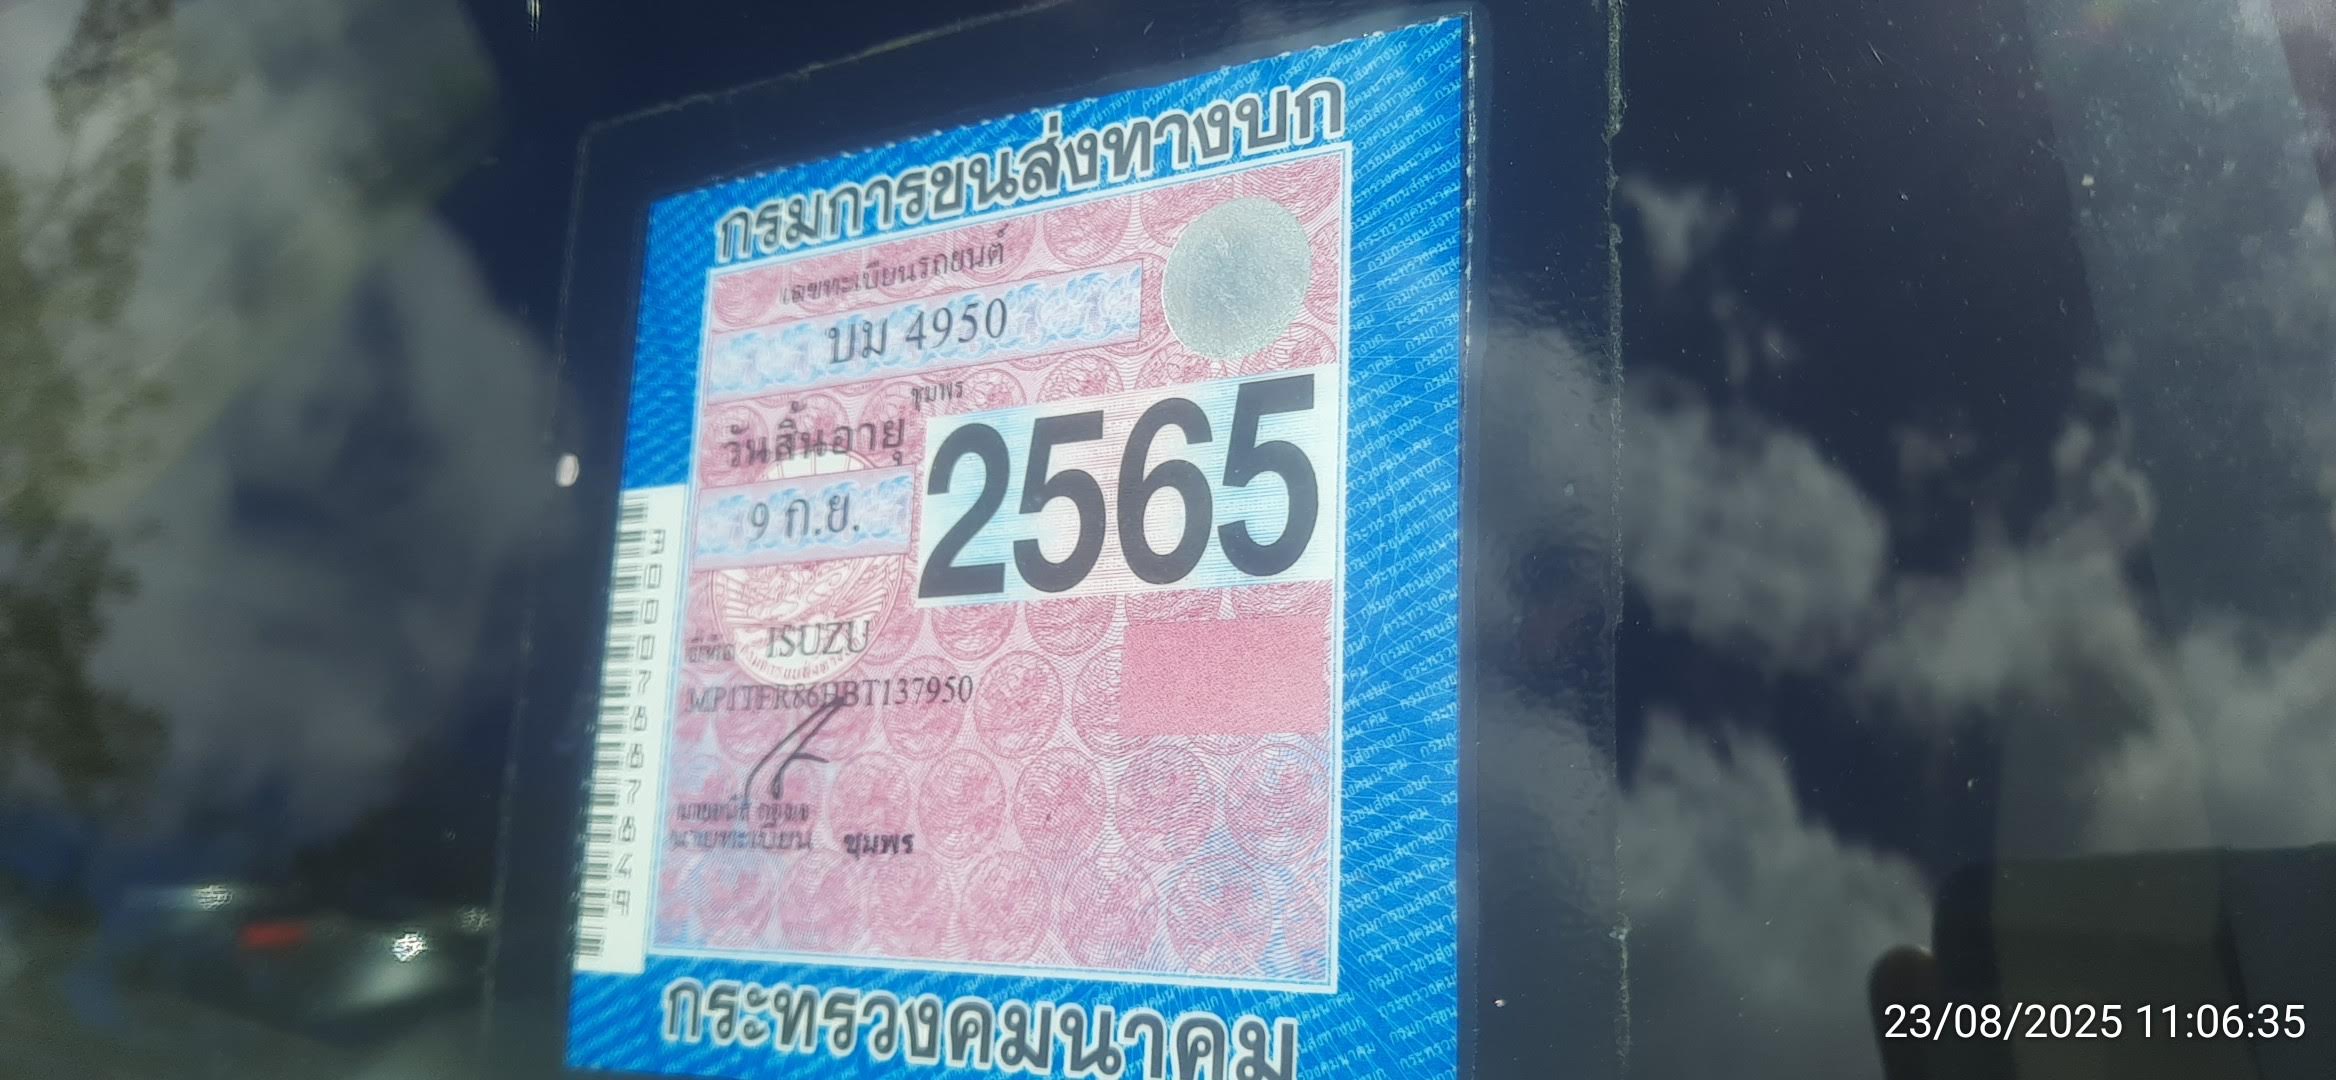 กรมการขนส่งทางบก
เลขทะเบียนรถยนต์
บม 4950
ชุมพร
วันสิ้นอายุ
2565
9 ก.ย.
ISUZU
MP1TFR86HBT137950
นายทะเบียน ชุมพร
กระทรวงคมนาคม
23/08/2025 11:06:35